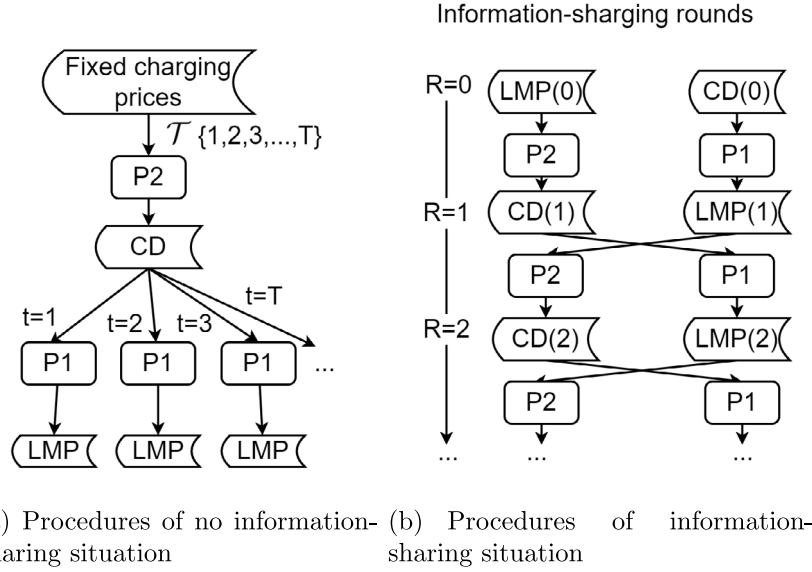 Information-sharging rounds
Fixed charging
prices
𝒯 {1,2,3,...,T}
P2
CD
t=1
t=2
t=3
t=T
P1
P1
P1
...
LMP
LMP
LMP
R=0
LMP(0)
CD(0)
P2
P1
R=1
CD(1)
LMP(1)
P2
P1
R=2
CD(2)
LMP(2)
P2
P1
...
...
...
) Procedures of no information-
aring situation
(b) Procedures of information-
sharing situation